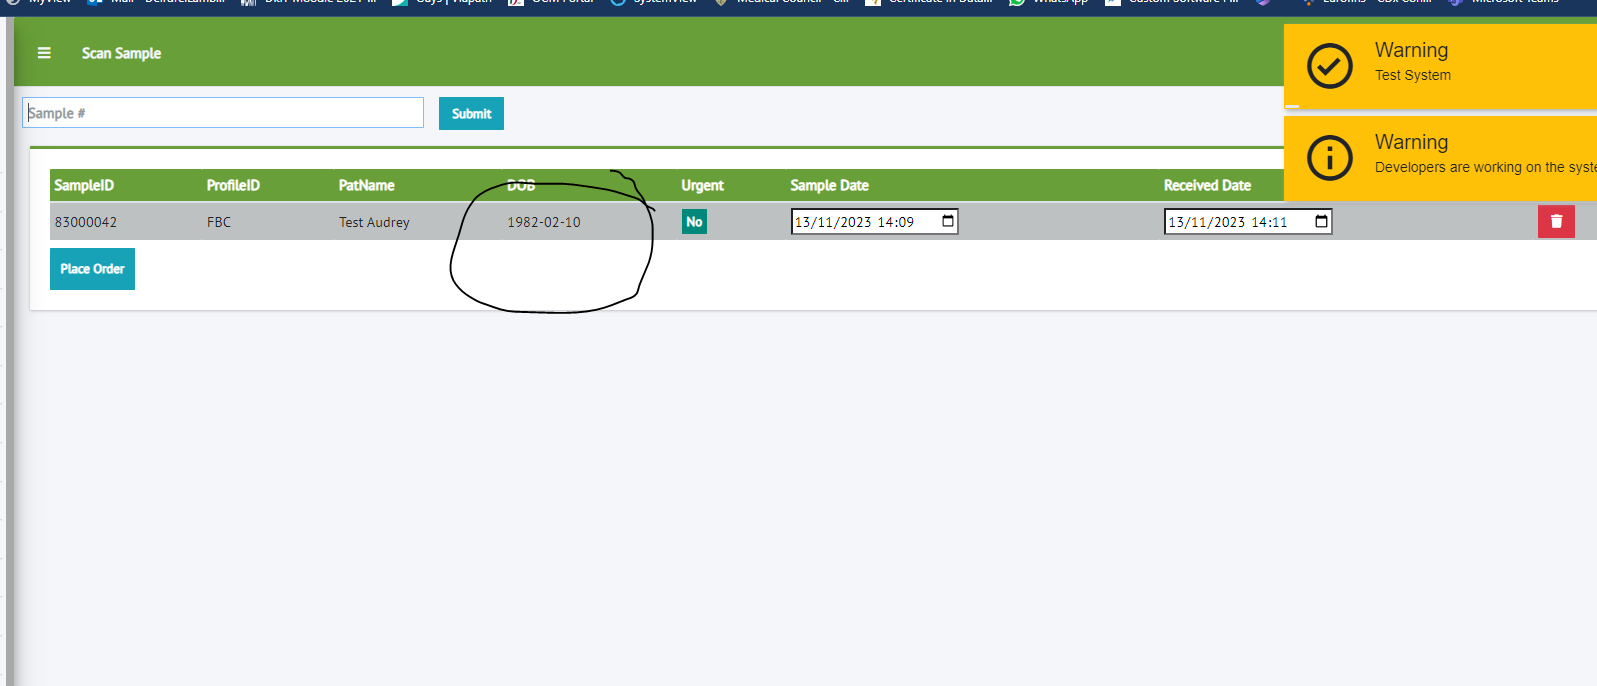 Scan Sample
Warning
Test System
Sample #
Submit
Warning
Developers are working on the syste
SampleID ProfileID PatName DOB Urgent Sample Date Received Date
83000042 FBC Test Audrey 1982-02-10 No 13/11/2023 14:09 13/11/2023 14:11
Place Order